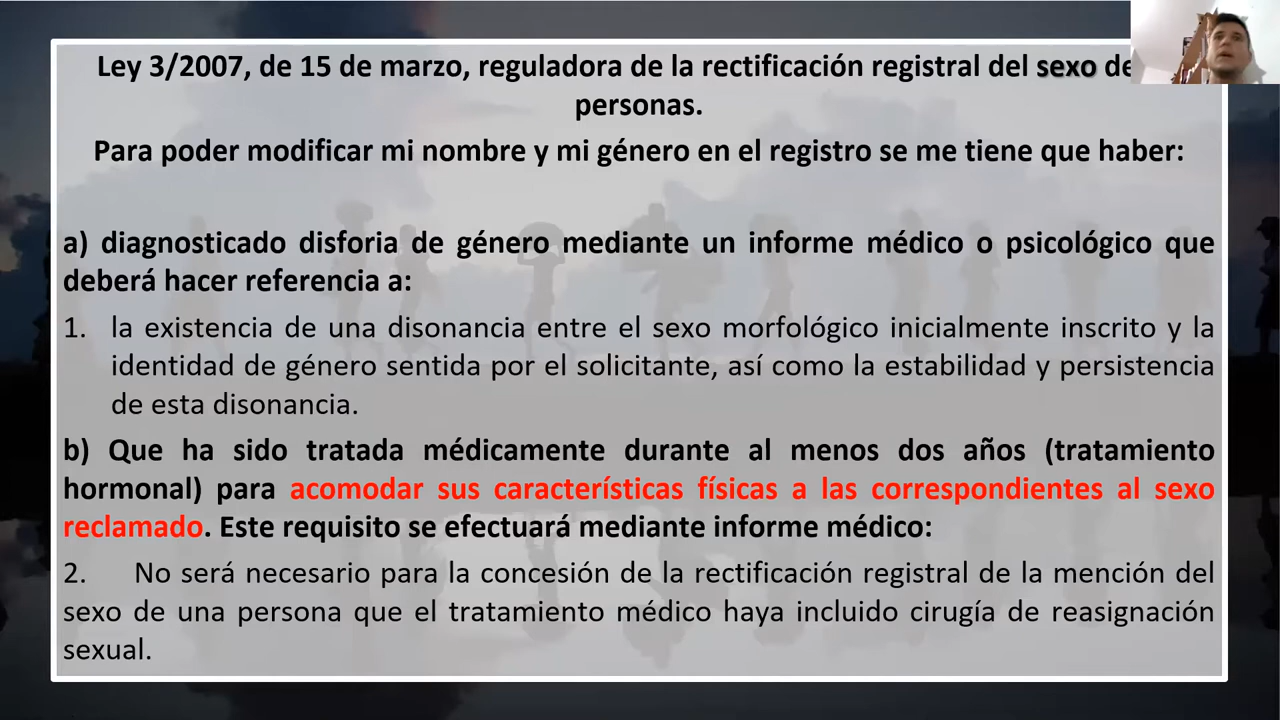 Ley 3/2007, de 15 de marzo, reguladora de la rectificación registral del sexo de
personas.
Para poder modificar mi nombre y mi género en el registro se me tiene que haber:
a) diagnosticado disforia de género mediante un informe médico o psicológico que
deberá hacer referencia a:
1. la existencia de una disonancia entre el sexo morfológico inicialmente inscrito y la
identidad de género sentida por el solicitante, así como la estabilidad y persistencia
de esta disonancia.
b) Que ha sido tratada médicamente durante al menos dos años (tratamiento
hormonal) para acomodar sus características físicas a las correspondientes al sexo
reclamado. Este requisito se efectuará mediante informe médico:
2. No será necesario para la concesión de la rectificación registral de la mención del
sexo de una persona que el tratamiento médico haya incluido cirugía de reasignación
sexual.